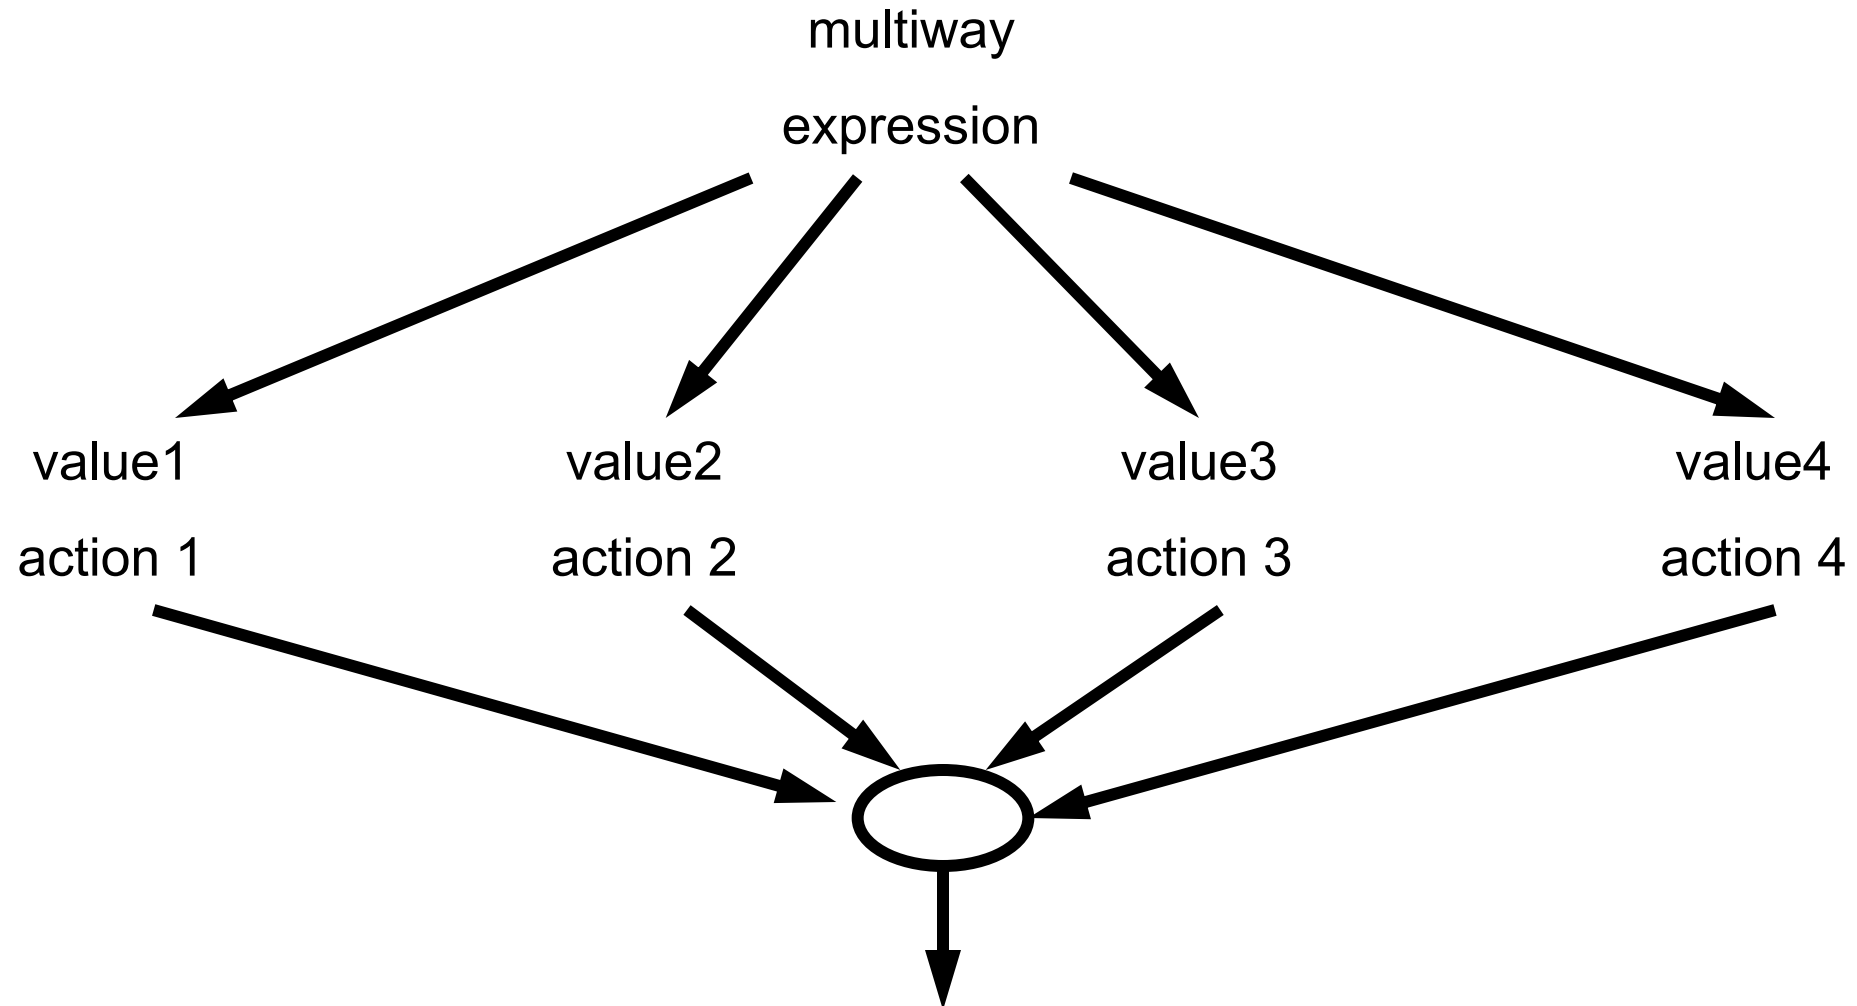 multiway
expression
value1 value2 value3 value4
action 1 action 2 action 3 action 4